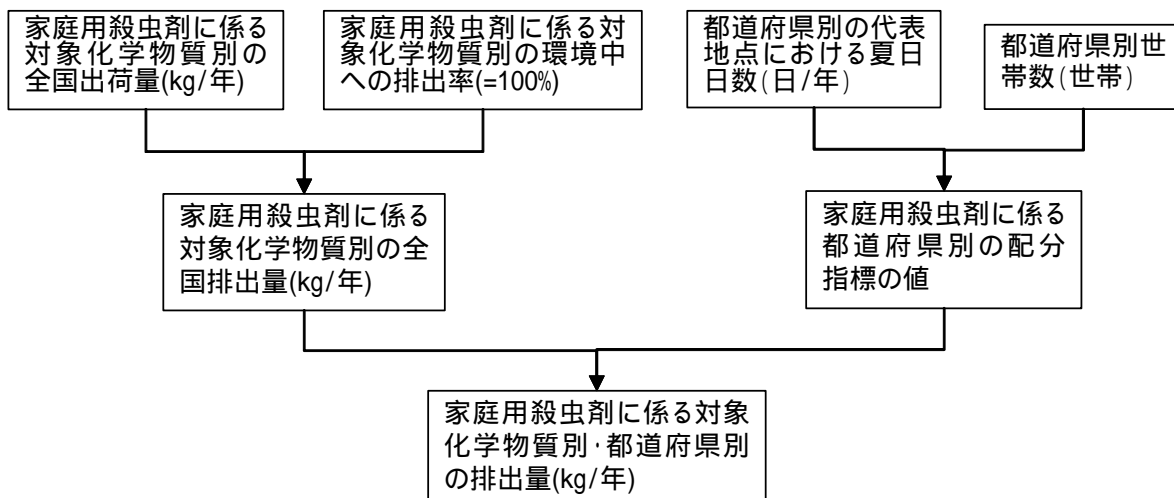 家庭用殺虫剤に係る
対象化学物質別の
全国出荷量(kg/年)
家庭用殺虫剤に係る対
象化学物質別の環境中
への排出率(=100%)
都道府県別の代表
地点における夏日
日数(日/年)
都道府県別世
帯数(世帯)
家庭用殺虫剤に係る
対象化学物質別の全
国排出量(kg/年)
家庭用殺虫剤に係る
都道府県別の配分
指標の値
家庭用殺虫剤に係る対象
化学物質別・都道府県別
の排出量(kg/年)